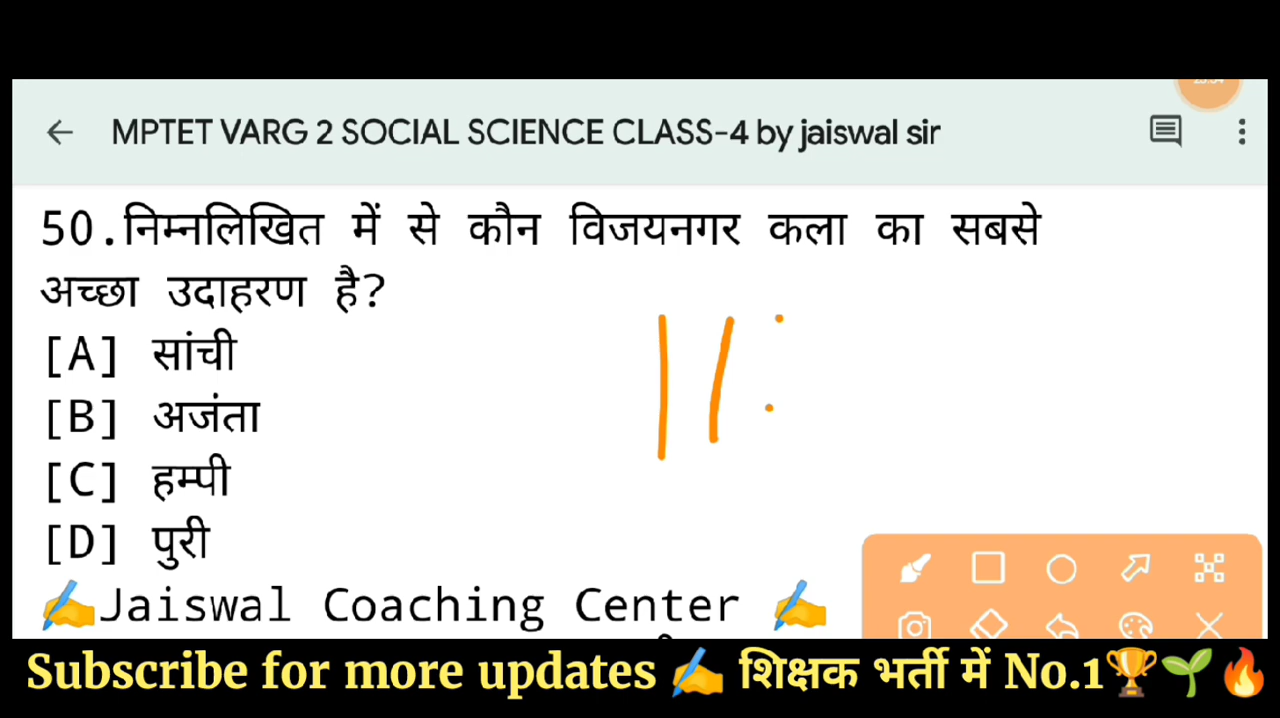 MPTET VARG 2 SOCIAL SCIENCE CLASS-4 by jaiswal sir
50.निम्नलिखित में से कौन विजयनगर कला का सबसे
अच्छा उदाहरण है?
[A] सांची
[B] अजंता
[C] हम्पी
[D] पुरी
✍️Jaiswal Coaching Center ✍️
Subscribe for more updates ✍️ शिक्षक भर्ती में No.1🏆🌱🔥